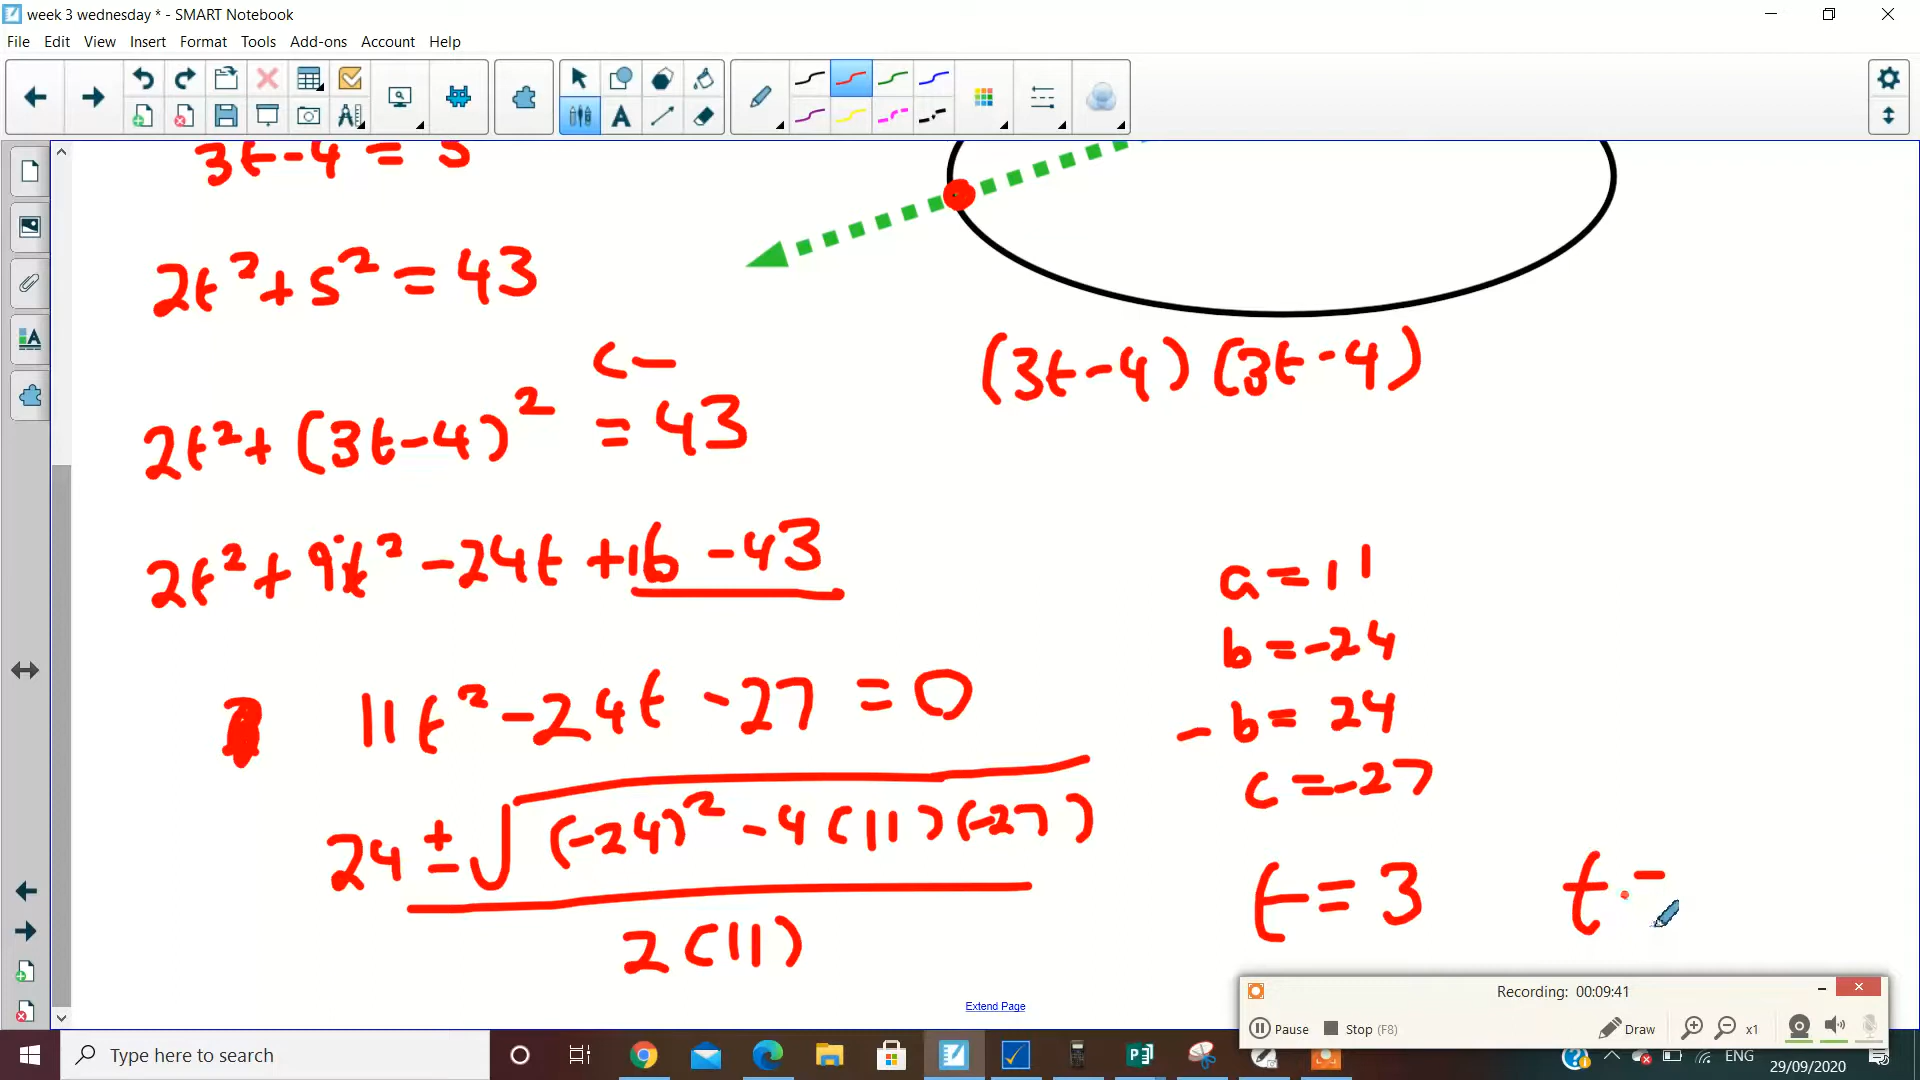 week 3 wednesday * - SMART Notebook
File Edit View Insert Format Tools Add-ons Account Help
3t-4 = s
2t²+s² = 43
(3t-4)(3t-4)
2t²+(3t-4)² = 43
2t²+9t²-24t+16-43
a=11
b=-24
11t²-24t-27=0
-b=24
c=-27
24±√(-24)²-4(11)(-27)
2(11)
t=3 t=
Extend Page
Recording: 00:09:41
Pause Stop (F8) Draw x1
Type here to search
ENG
29/09/2020